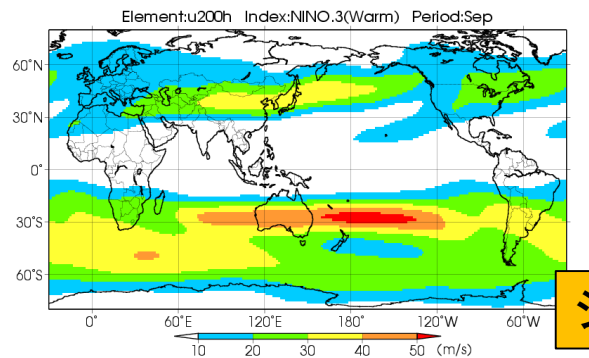 Element:u200h Index:NINO.3(Warm) Period:Sep
60°N
30°N
0°
30°S
60°S
0° 60°E 120°E 180° 120°W 60°W
10 20 30 40 50 (m/s)